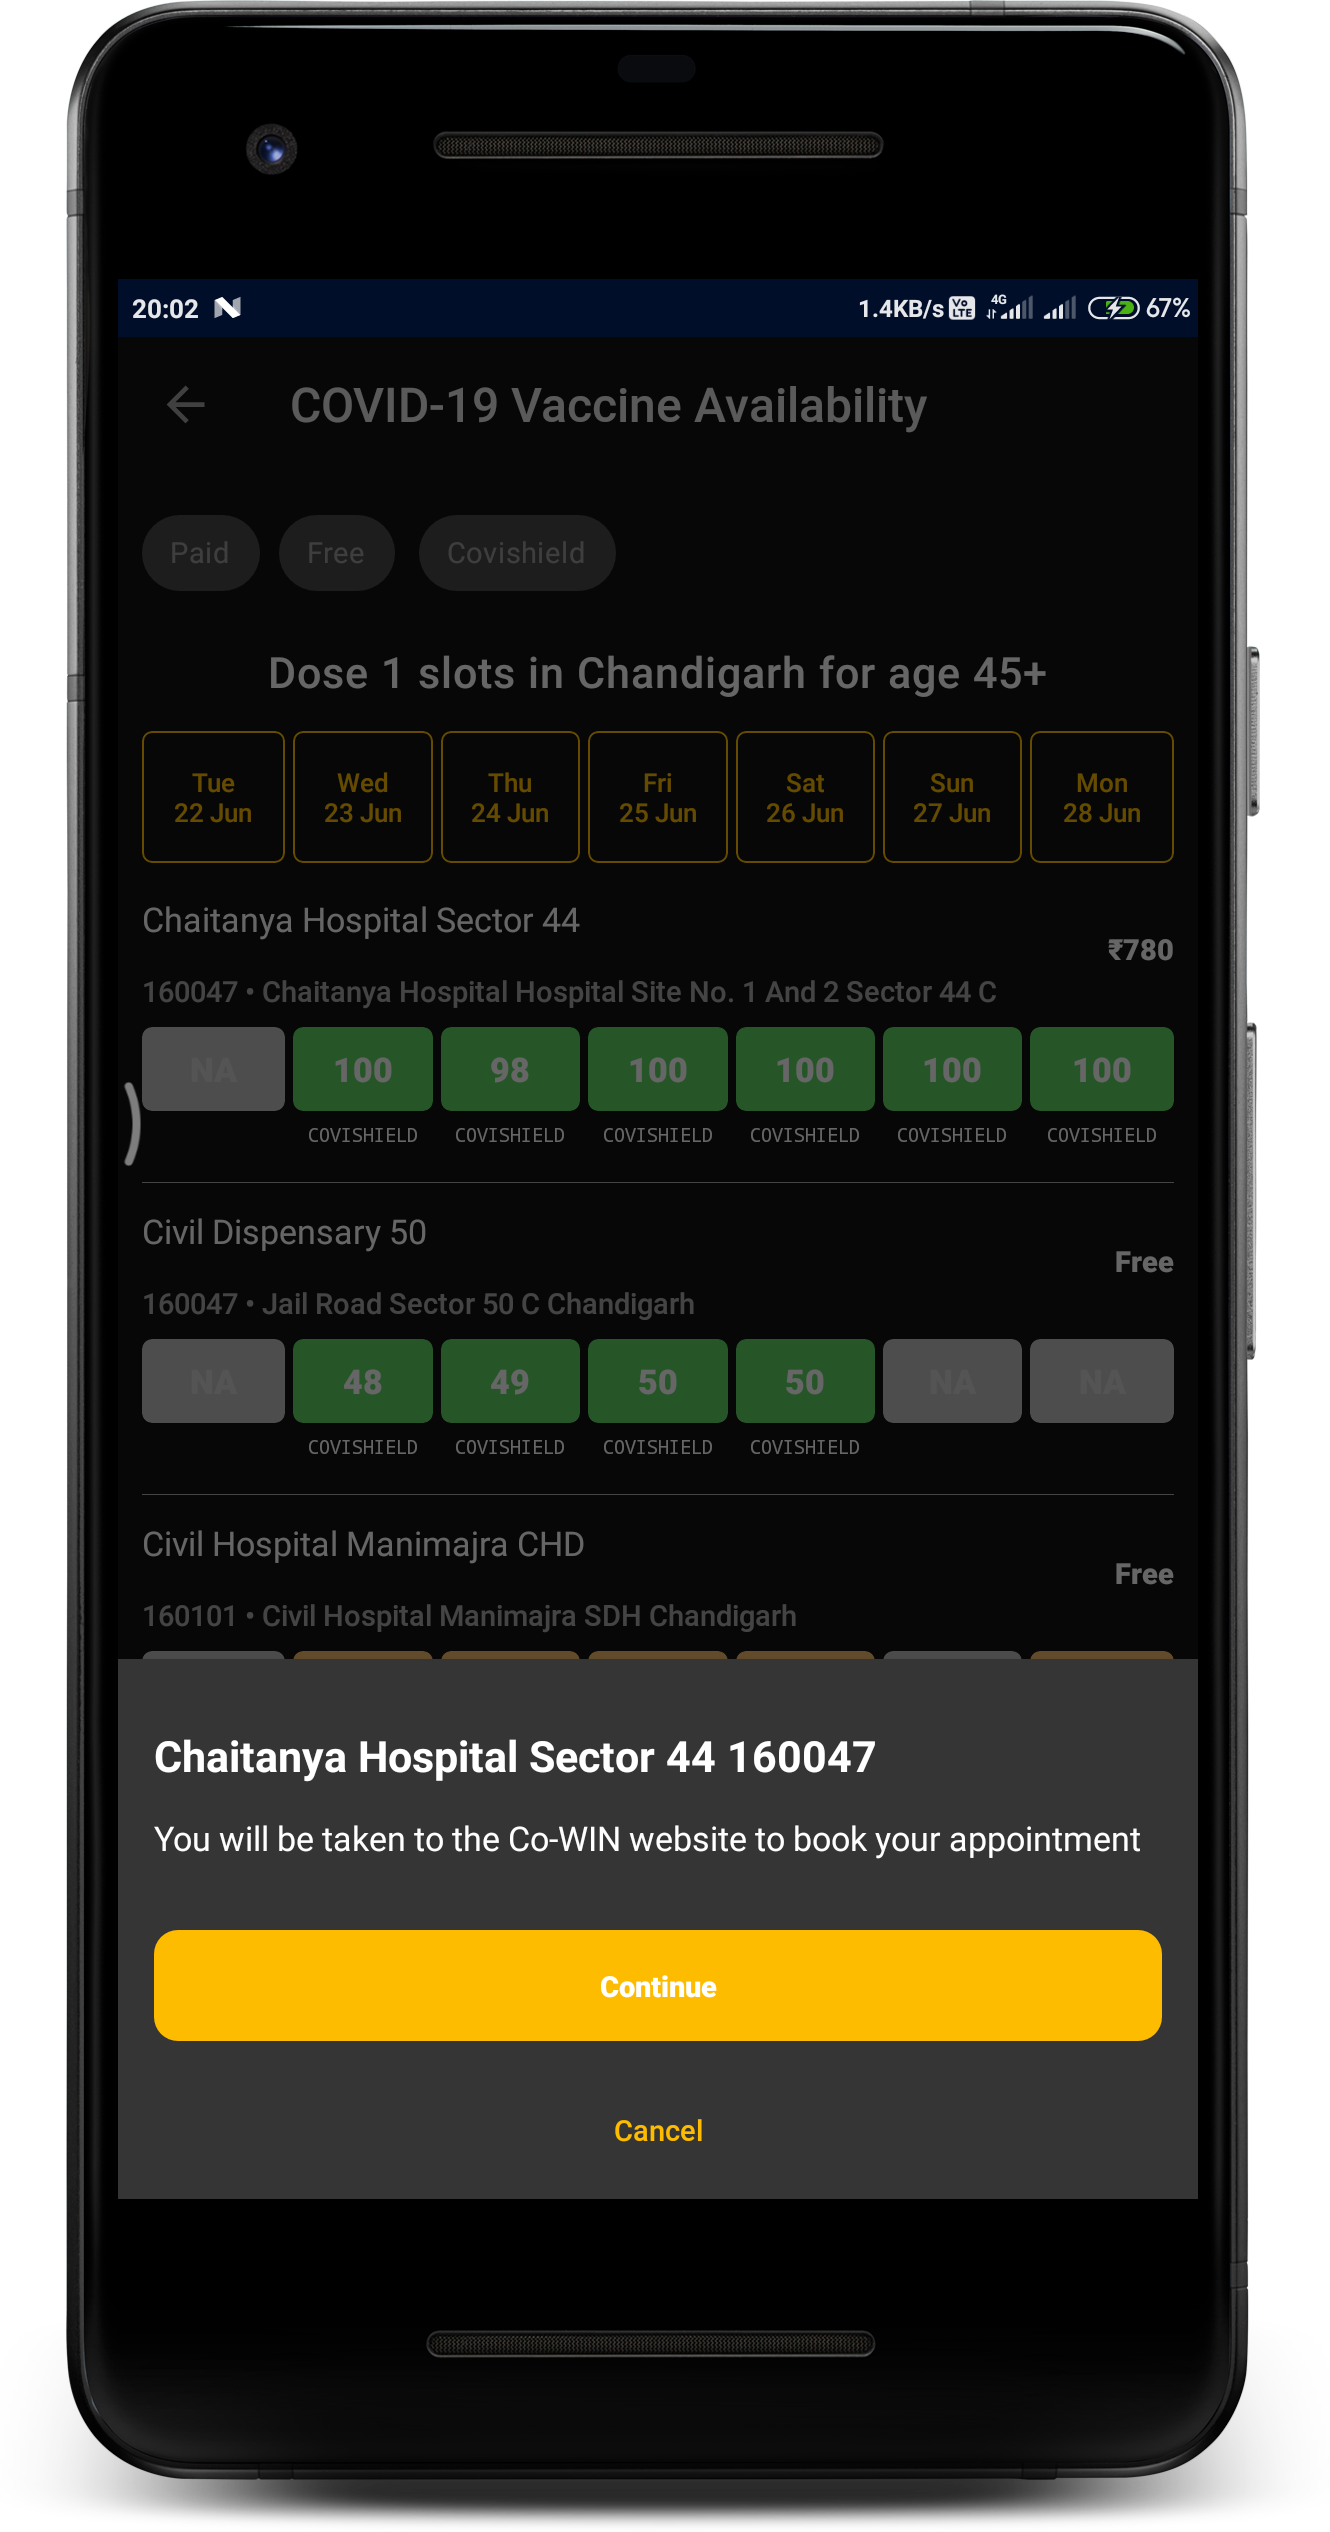 20:02 1.4KB/s Vo LTE 4G 67%
COVID-19 Vaccine Availability
Paid Free Covishield
Dose 1 slots in Chandigarh for age 45+
Tue Wed Thu Fri Sat Sun Mon
22 Jun 23 Jun 24 Jun 25 Jun 26 Jun 27 Jun 28 Jun
Chaitanya Hospital Sector 44
₹780
160047 • Chaitanya Hospital Hospital Site No. 1 And 2 Sector 44 C
NA 100 98 100 100 100 100
COVISHIELD COVISHIELD COVISHIELD COVISHIELD COVISHIELD COVISHIELD
Civil Dispensary 50
Free
160047 • Jail Road Sector 50 C Chandigarh
NA 48 49 50 50 NA NA
COVISHIELD COVISHIELD COVISHIELD COVISHIELD
Civil Hospital Manimajra CHD
Free
160101 • Civil Hospital Manimajra SDH Chandigarh
Chaitanya Hospital Sector 44 160047
You will be taken to the Co-WIN website to book your appointment
Continue
Cancel